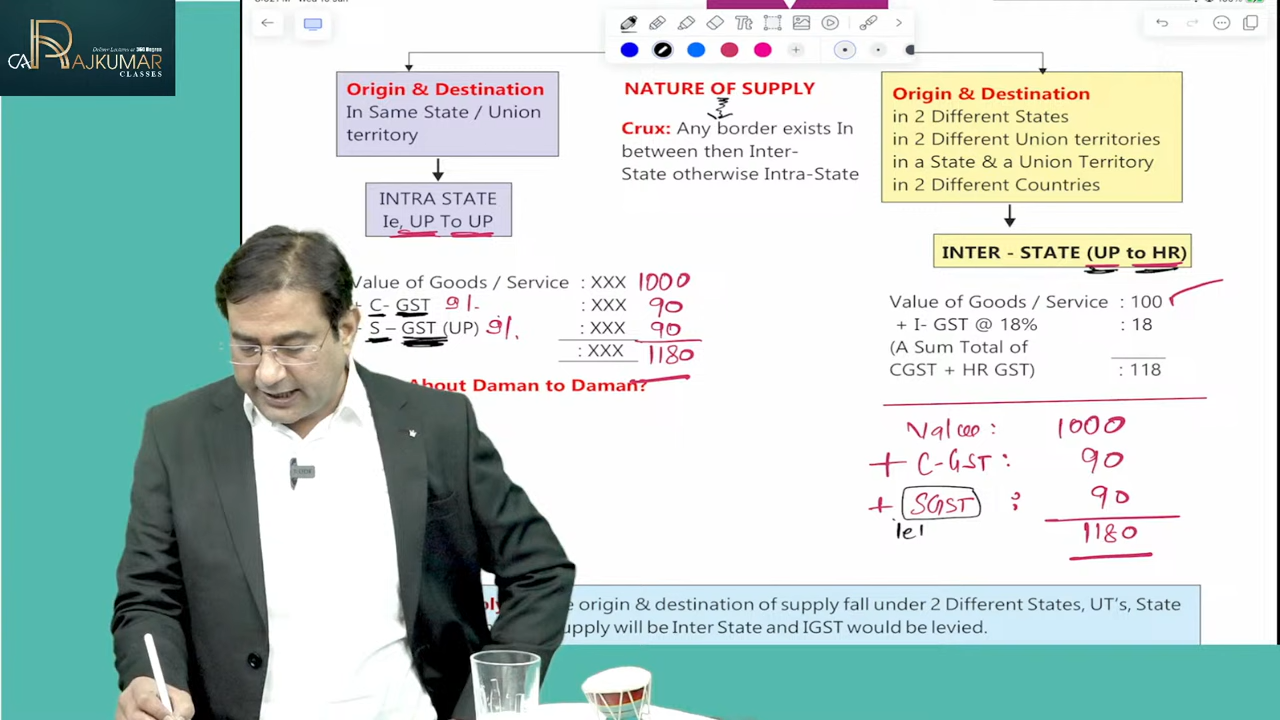 Deliver Lectures at 360 Degree
CA RAJKUMAR
CLASSES
Tt
Origin & Destination
In Same State / Union
territory
INTRA STATE
Ie, UP To UP
Value of Goods / Service : XXX 1000
+ C- GST 9%. : XXX 90
S – GST (UP) 9%. : XXX 90
: XXX 1180
About Daman to Daman?
NATURE OF SUPPLY
Crux: Any border exists In
between then Inter-
State otherwise Intra-State
Origin & Destination
in 2 Different States
in 2 Different Union territories
in a State & a Union Territory
in 2 Different Countries
INTER - STATE (UP to HR)
Value of Goods / Service : 100
+ I- GST @ 18% : 18
(A Sum Total of
CGST + HR GST) : 118
Value: 1000
+ C-GST: 90
+ SGST : 90
1180
origin & destination of supply fall under 2 Different States, UT's, State
upply will be Inter State and IGST would be levied.